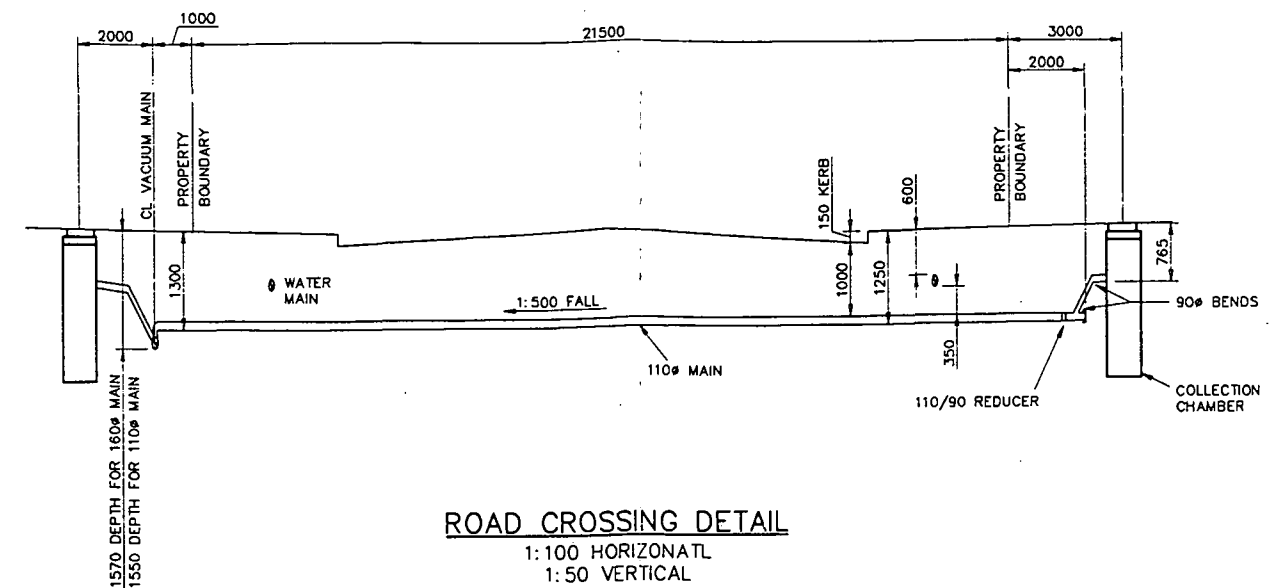 1000
2000
21500
3000
2000
CL VACUUM MAIN
PROPERTY
BOUNDARY
150 KERB
600
PROPERTY
BOUNDARY
1300
WATER
MAIN
1:500 FALL
1000
1250
765
90ø BENDS
350
110ø MAIN
110/90 REDUCER
COLLECTION
CHAMBER
1570 DEPTH FOR 160ø MAIN
1550 DEPTH FOR 110ø MAIN
ROAD CROSSING DETAIL
1:100 HORIZONATL
1:50 VERTICAL